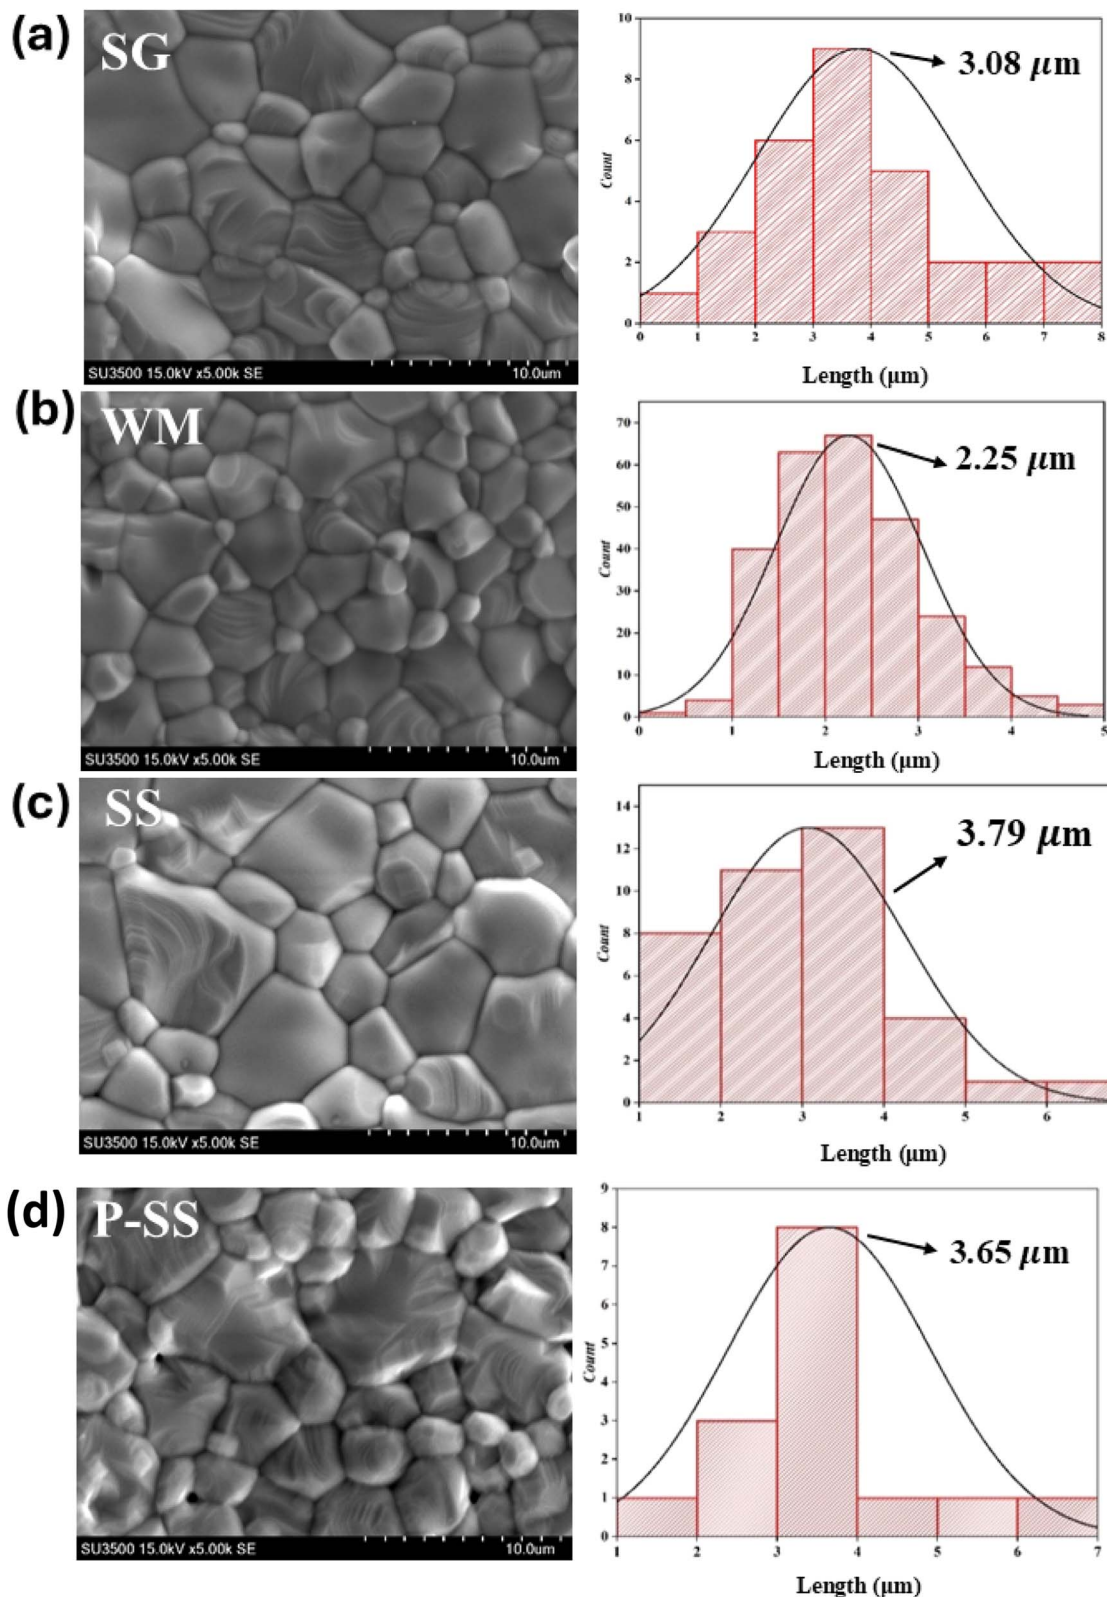 (a)
SG
SU3500 15.0kV x5.00k SE 10.0um
10
8
6
4
2
0
Count
3.08 μm
0 1 2 3 4 5 6 7 8
Length (μm)
(b)
WM
SU3500 15.0kV x5.00k SE 10.0um
70
60
50
40
30
20
10
0
Count
2.25 μm
0 1 2 3 4 5
Length (μm)
(c)
SS
SU3500 15.0kV x5.00k SE 10.0um
14
12
10
8
6
4
2
0
Count
3.79 μm
1 2 3 4 5 6
Length (μm)
(d)
P-SS
SU3500 15.0kV x5.00k SE 10.0um
9
8
7
6
5
4
3
2
1
0
Count
3.65 μm
1 2 3 4 5 6 7
Length (μm)